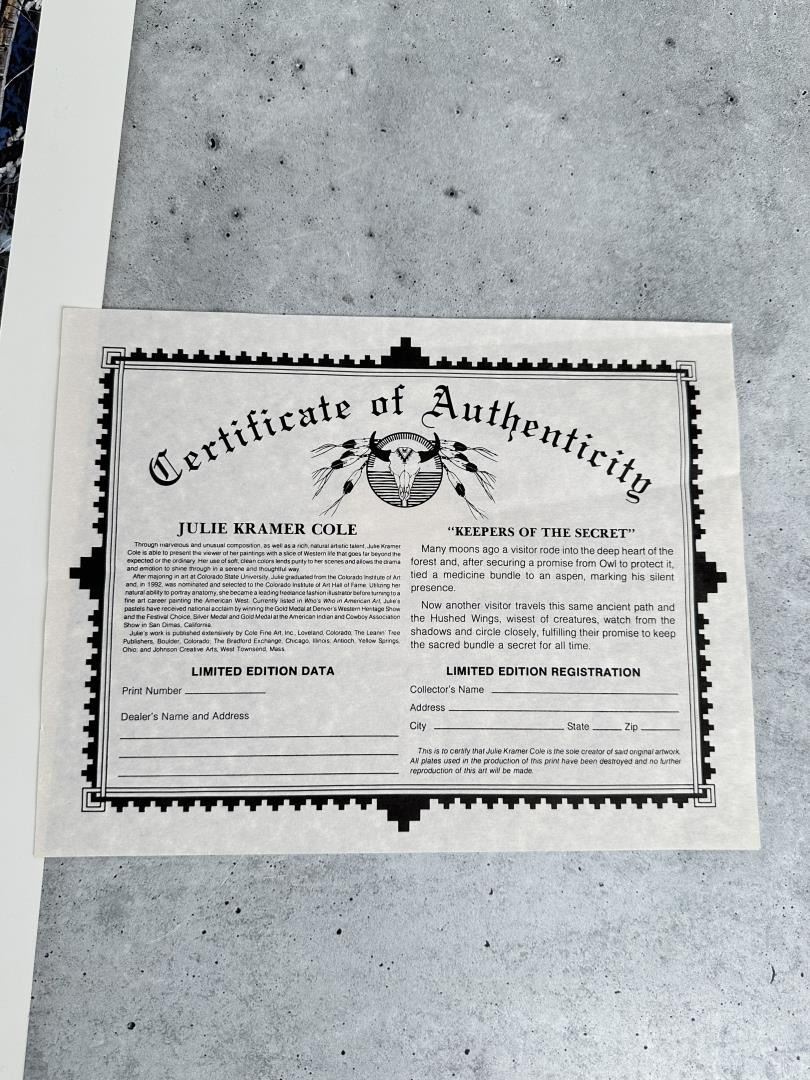 Certificate of Authenticity
JULIE KRAMER COLE
Through marvelous and unusual composition, as well as a rich, natural artistic talent, Julie Kramer
Cole is able to present the viewer of her paintings with a slice of Western life that goes far beyond the
expected or the ordinary. Her use of soft, clean colors lends purity to her scenes and allows the drama
and emotion to shine through in a serene and thoughtful way.
After majoring in art at Colorado State University, Julie graduated from the Colorado Institute of Art
and, in 1992, was nominated and selected to the Colorado Institute of Art Hall of Fame. Utilizing her
natural ability to portray anatomy, she became a leading freelance fashion illustrator before turning to a
fine art career painting the American West. Currently listed in Who's Who in American Art, Julie's
pastels have received national acclaim by winning the Gold Medal at Denver's Western Heritage Show
and the Festival Choice, Silver Medal and Gold Medal at the American Indian and Cowboy Association
Show in San Dimas, California.
Julie's work is published extensively by Cole Fine Art, Inc., Loveland, Colorado; The Leanin' Tree
Publishers, Boulder, Colorado; The Bradford Exchange, Chicago, Illinois; Antioch, Yellow Springs,
Ohio; and Johnson Creative Arts, West Townsend, Mass.
LIMITED EDITION DATA
Print Number
Dealer's Name and Address
"KEEPERS OF THE SECRET"
Many moons ago a visitor rode into the deep heart of the
forest and, after securing a promise from Owl to protect it,
tied a medicine bundle to an aspen, marking his silent
presence.
Now another visitor travels this same ancient path and
the Hushed Wings, wisest of creatures, watch from the
shadows and circle closely, fulfilling their promise to keep
the sacred bundle a secret for all time.
LIMITED EDITION REGISTRATION
Collector's Name
Address
City State Zip
This is to certify that Julie Kramer Cole is the sole creator of said original artwork.
All plates used in the production of this print have been destroyed and no further
reproduction of this art will be made.